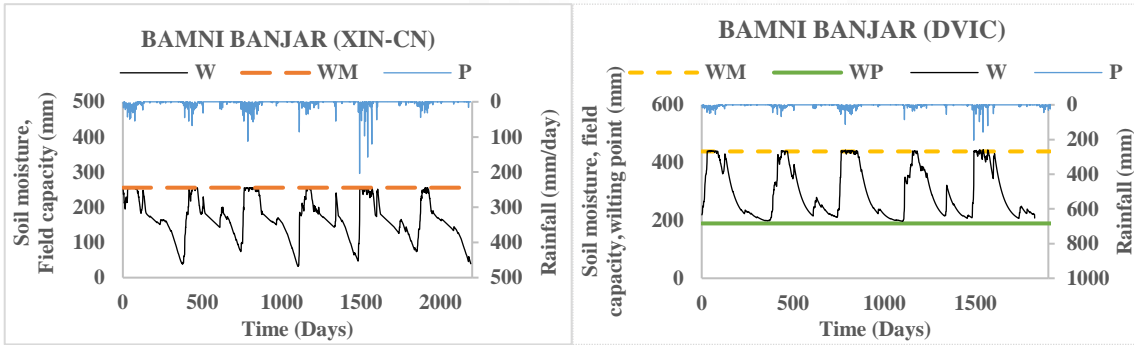 BAMNI BANJAR (XIN-CN)
W WM P
Soil moisture,
Field capacity (mm)
500
400
300
200
100
0
0
100
200
300
400
500
Rainfall (mm/day)
0 500 1000 1500 2000
Time (Days)
BAMNI BANJAR (DVIC)
WM WP W P
Soil moisture, field
capacity,wilting point (mm)
600
400
200
0
0
200
400
600
800
1000
Rainfall (mm)
0 500 1000 1500
Time (Days)